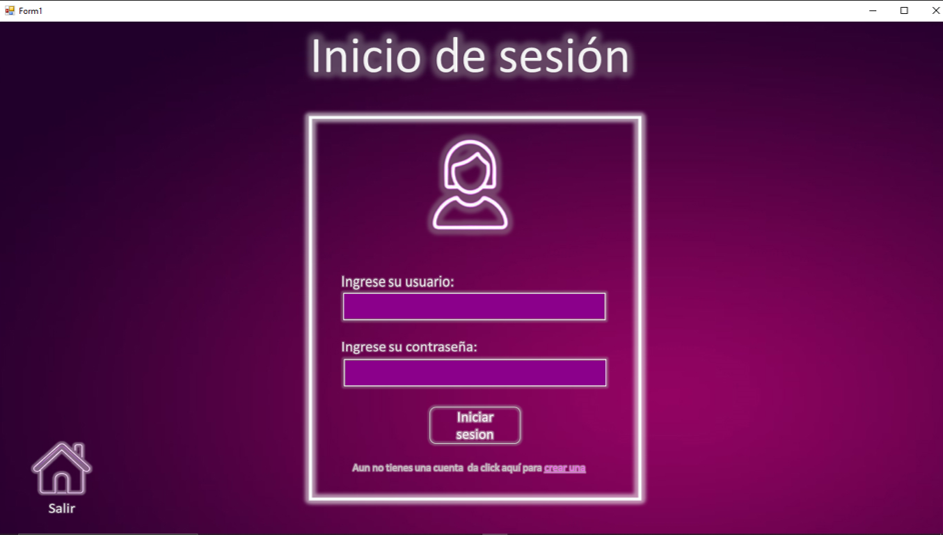 Form1
Inicio de sesión
Ingrese su usuario:
Ingrese su contraseña:
Iniciar
sesion
Aun no tienes una cuenta da click aquí para crear una
Salir